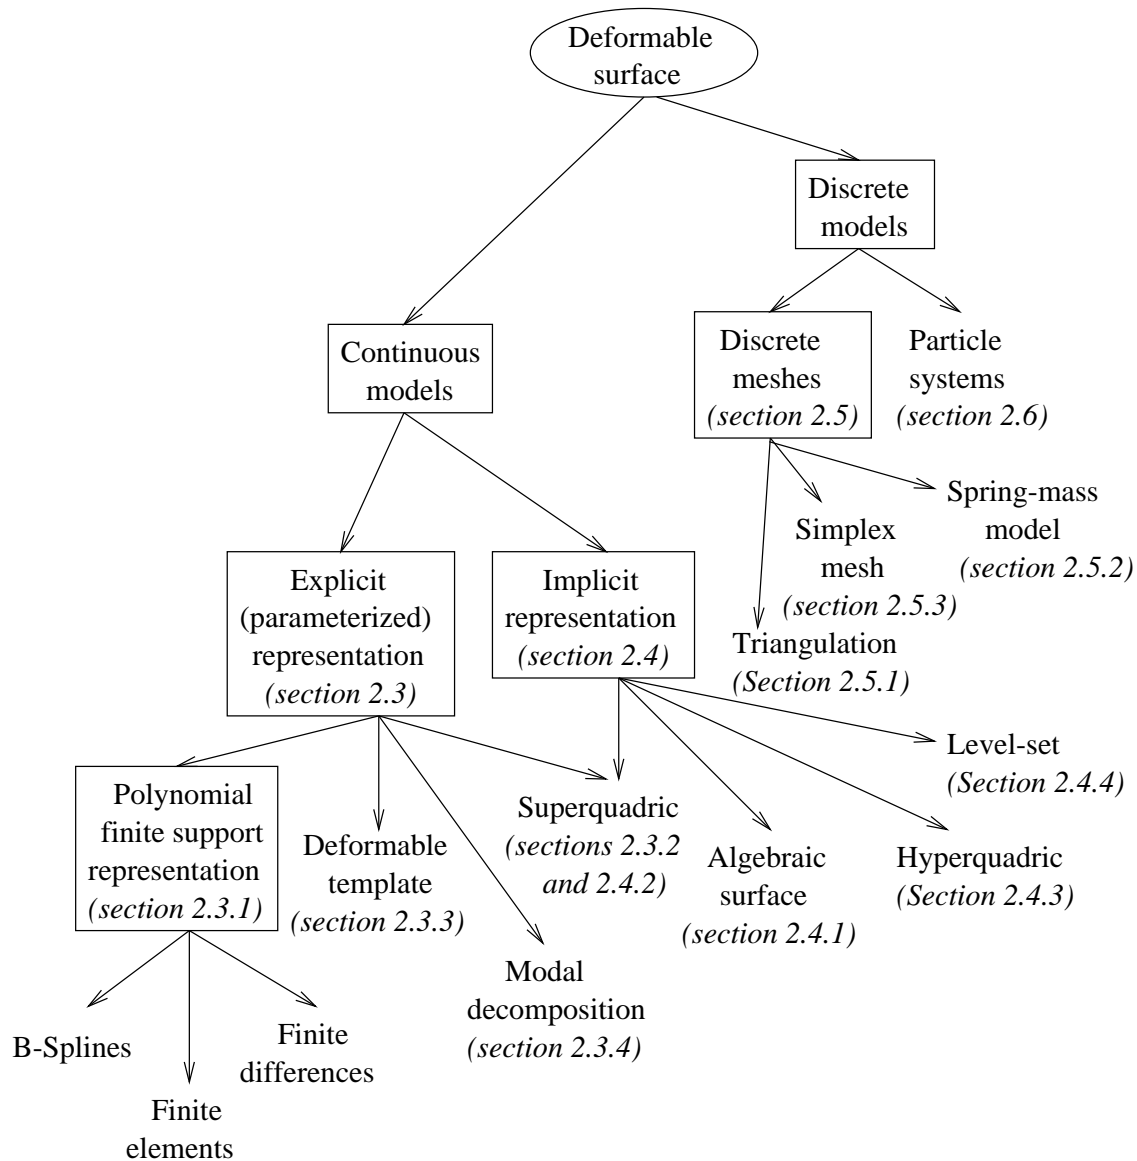 Deformable
surface
Discrete
models
Continuous
models
Discrete
meshes
(section 2.5)
Particle
systems
(section 2.6)
Spring-mass
model
(section 2.5.2)
Simplex
mesh
(section 2.5.3)
Triangulation
(Section 2.5.1)
Explicit
(parameterized)
representation
(section 2.3)
Implicit
representation
(section 2.4)
Level-set
(Section 2.4.4)
Polynomial
finite support
representation
(section 2.3.1)
Deformable
template
(section 2.3.3)
Superquadric
(sections 2.3.2
and 2.4.2)
Algebraic
surface
(section 2.4.1)
Hyperquadric
(Section 2.4.3)
Modal
decomposition
(section 2.3.4)
B-Splines
Finite
differences
Finite
elements